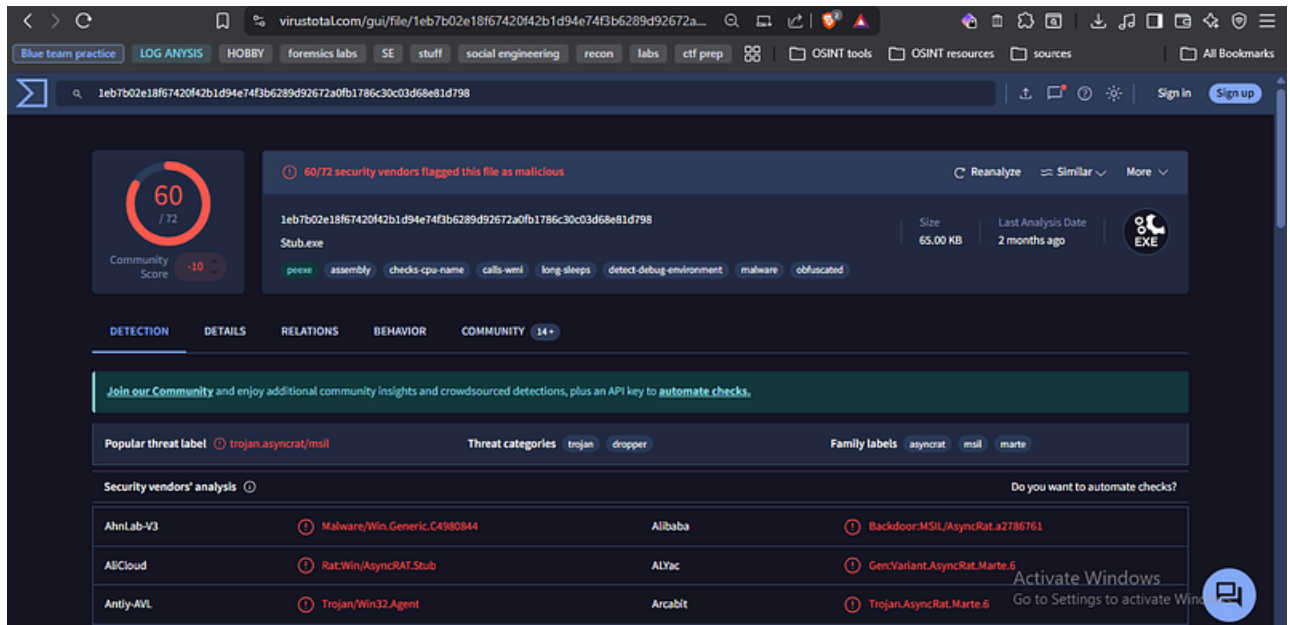 virustotal.com/gui/file/1eb7b02e18f67420f42b1d94e74f3b6289d92672a...
Blue team practice LOG ANYSIS HOBBY forensics labs SE stuff social engineering recon labs ctf prep OSINT tools OSINT resources sources All Bookmarks
1eb7b02e18f67420f42b1d94e74f3b6289d92672a0fb1786c30c03d68e81d798 Sign in Sign up
60 / 72
Community Score -10
60/72 security vendors flagged this file as malicious Reanalyze Similar More
1eb7b02e18f67420f42b1d94e74f3b6289d92672a0fb1786c30c03d68e81d798
Stub.exe
Size 65.00 KB
Last Analysis Date 2 months ago
EXE
peexe assembly checks-cpu-name calls-wmi long-sleeps detect-debug-environment malware obfuscated
DETECTION DETAILS RELATIONS BEHAVIOR COMMUNITY 14+
Join our Community and enjoy additional community insights and crowdsourced detections, plus an API key to automate checks.
Popular threat label trojan.asyncrat/msil Threat categories trojan dropper Family labels asyncrat msil marte
Security vendors' analysis Do you want to automate checks?
AhnLab-V3 Malware/Win.Generic.C4980844 Alibaba Backdoor:MSIL/AsyncRat.a2786761
AliCloud Rat:Win/AsyncRAT.Stub ALYac Gen:Variant.AsyncRat.Marte.6
Antiy-AVL Trojan/Win32.Agent Arcabit Trojan.AsyncRat.Marte.6
Activate Windows
Go to Settings to activate